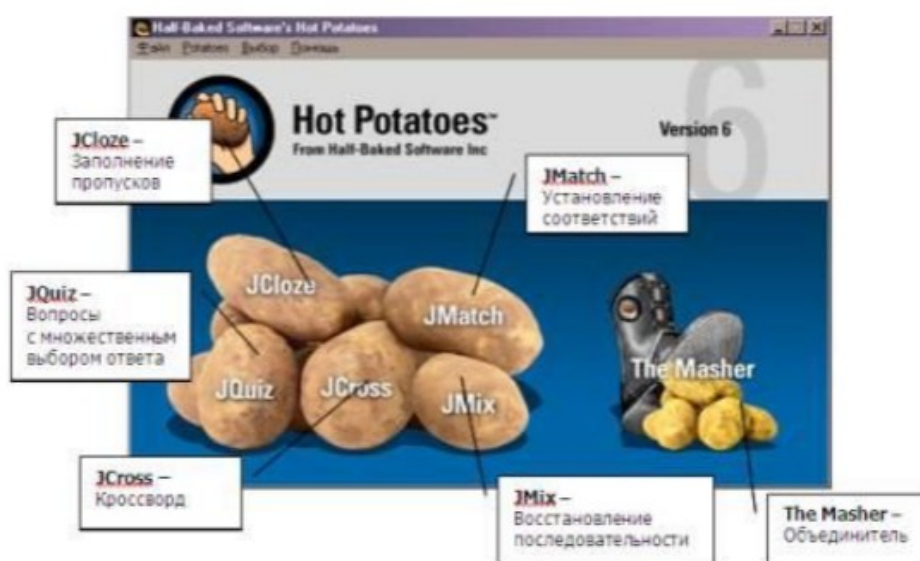 Half-Baked Software's Hot Potatoes
Файл Potatoes Выбор Помощь
6
Hot Potatoes™
From Half-Baked Software Inc
Version 6
JCloze –
Заполнение
пропусков
JMatch –
Установление
соответствий
JQuiz –
Вопросы
с множественным
выбором ответа
JCloze
JMatch
The Masher
JQuiz
JCross
JMix
JCross –
Кроссворд
JMix –
Восстановление
последовательности
The Masher –
Объединитель